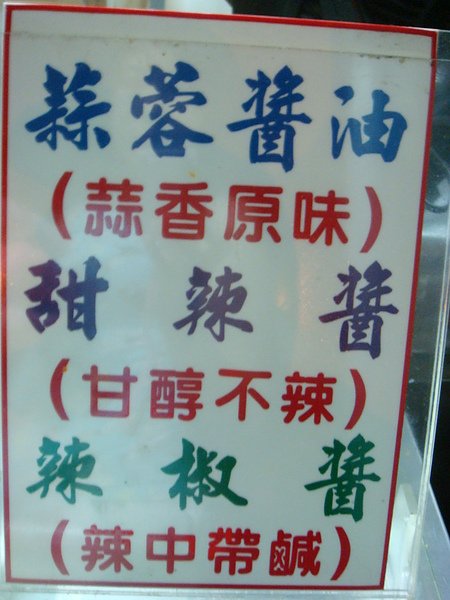 蒜蓉醬油
(蒜香原味)
甜辣醬
(甘醇不辣)
辣椒醬
(辣中帶鹹)